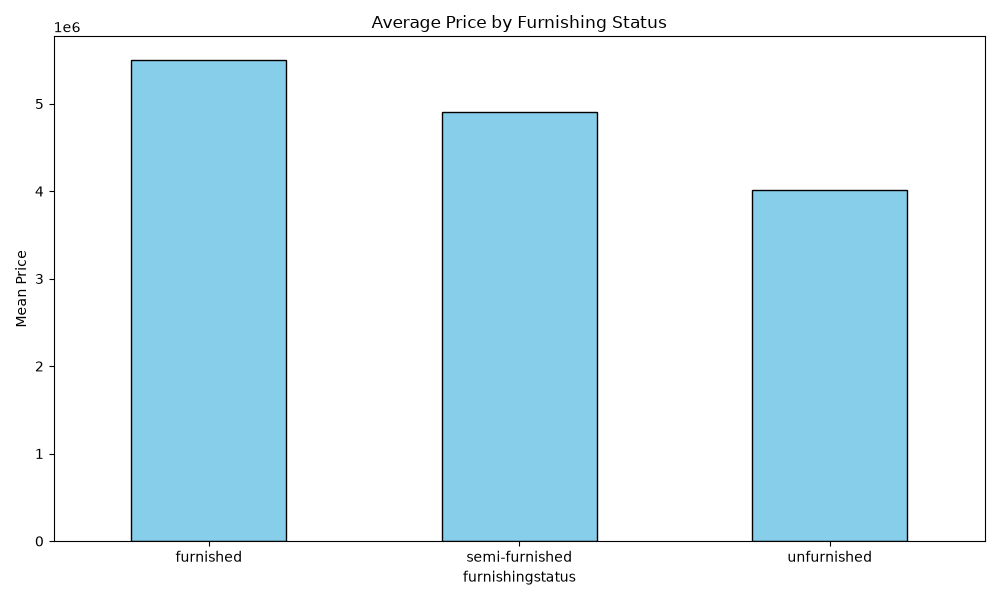 Average Price by Furnishing Status
1e6
5
4
3
2
1
0
Mean Price
furnished
semi-furnished
unfurnished
furnishingstatus